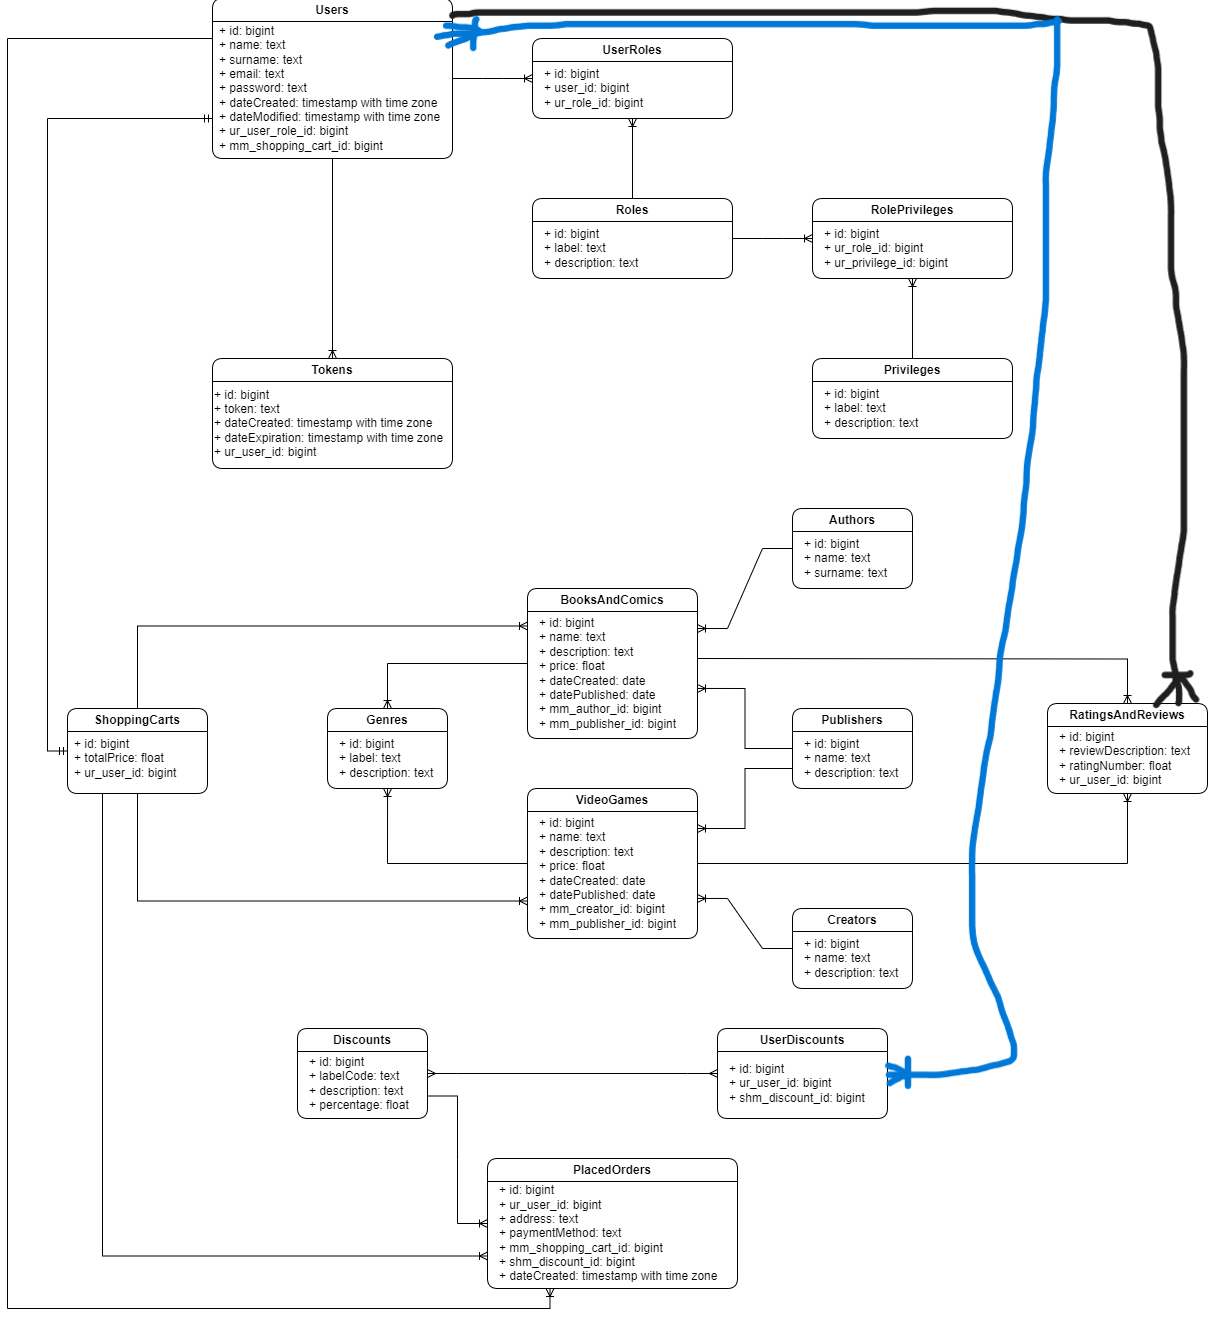 Users
+ id: bigint
+ name: text
+ surname: text
+ email: text
+ password: text
+ dateCreated: timestamp with time zone
+ dateModified: timestamp with time zone
+ ur_user_role_id: bigint
+ mm_shopping_cart_id: bigint
UserRoles
+ id: bigint
+ user_id: bigint
+ ur_role_id: bigint
Roles
+ id: bigint
+ label: text
+ description: text
RolePrivileges
+ id: bigint
+ ur_role_id: bigint
+ ur_privilege_id: bigint
Tokens
+ id: bigint
+ token: text
+ dateCreated: timestamp with time zone
+ dateExpiration: timestamp with time zone
+ ur_user_id: bigint
Privileges
+ id: bigint
+ label: text
+ description: text
Authors
+ id: bigint
+ name: text
+ surname: text
BooksAndComics
+ id: bigint
+ name: text
+ description: text
+ price: float
+ dateCreated: date
+ datePublished: date
+ mm_author_id: bigint
+ mm_publisher_id: bigint
ShoppingCarts
+ id: bigint
+ totalPrice: float
+ ur_user_id: bigint
Genres
+ id: bigint
+ label: text
+ description: text
Publishers
+ id: bigint
+ name: text
+ description: text
RatingsAndReviews
+ id: bigint
+ reviewDescription: text
+ ratingNumber: float
+ ur_user_id: bigint
VideoGames
+ id: bigint
+ name: text
+ description: text
+ price: float
+ dateCreated: date
+ datePublished: date
+ mm_creator_id: bigint
+ mm_publisher_id: bigint
Creators
+ id: bigint
+ name: text
+ description: text
Discounts
+ id: bigint
+ labelCode: text
+ description: text
+ percentage: float
UserDiscounts
+ id: bigint
+ ur_user_id: bigint
+ shm_discount_id: bigint
PlacedOrders
+ id: bigint
+ ur_user_id: bigint
+ address: text
+ paymentMethod: text
+ mm_shopping_cart_id: bigint
+ shm_discount_id: bigint
+ dateCreated: timestamp with time zone